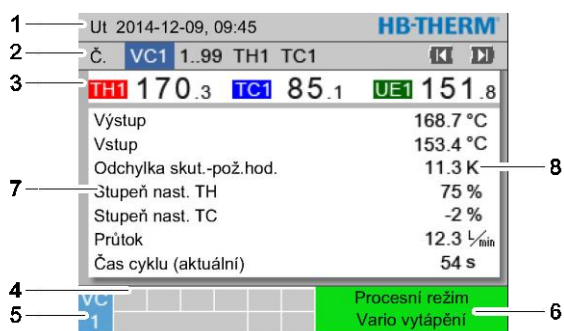 1 Ut 2014-12-09, 09:45 HB-THERM
2 Č. VC1 1..99 TH1 TC1
3 TH1 170.3 TC1 85.1 UE1 151.8
Výstup 168.7 °C
Vstup 153.4 °C
Odchylka skut.-pož.hod. 11.3 K 8
7 Stupeň nast. TH 75 %
Stupeň nast. TC -2 %
Průtok 12.3 L/min
Čas cyklu (aktuální) 54 s
4
VC Procesní režim
5 1 Vario vytápění 6